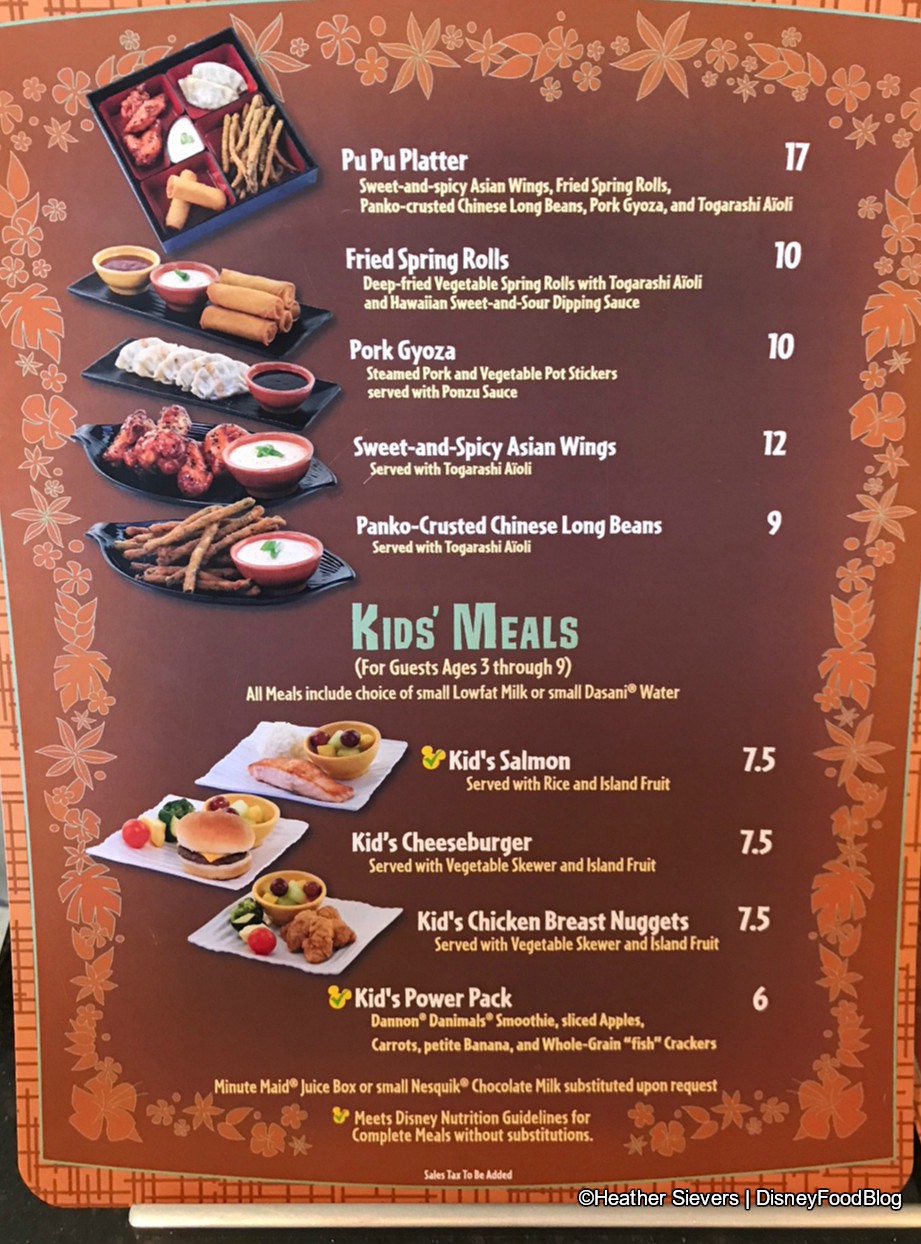 Pu Pu Platter 17
Sweet-and-spicy Asian Wings, Fried Spring Rolls,
Panko-crusted Chinese Long Beans, Pork Gyoza, and Togarashi Aïoli
Fried Spring Rolls 10
Deep-fried Vegetable Spring Rolls with Togarashi Aïoli
and Hawaiian Sweet-and-Sour Dipping Sauce
Pork Gyoza 10
Steamed Pork and Vegetable Pot Stickers
served with Ponzu Sauce
Sweet-and-Spicy Asian Wings 12
Served with Togarashi Aïoli
Panko-Crusted Chinese Long Beans 9
Served with Togarashi Aïoli
KIDS' MEALS
(For Guests Ages 3 through 9)
All Meals include choice of small Lowfat Milk or small Dasani® Water
Kid's Salmon 7.5
Served with Rice and Island Fruit
Kid's Cheeseburger 7.5
Served with Vegetable Skewer and Island Fruit
Kid's Chicken Breast Nuggets 7.5
Served with Vegetable Skewer and Island Fruit
Kid's Power Pack 6
Dannon® Danimals® Smoothie, sliced Apples,
Carrots, petite Banana, and Whole-Grain "fish" Crackers
Minute Maid® Juice Box or small Nesquik® Chocolate Milk substituted upon request
Meets Disney Nutrition Guidelines for
Complete Meals without substitutions.
Sales Tax To Be Added
©Heather Sievers | DisneyFoodBlog